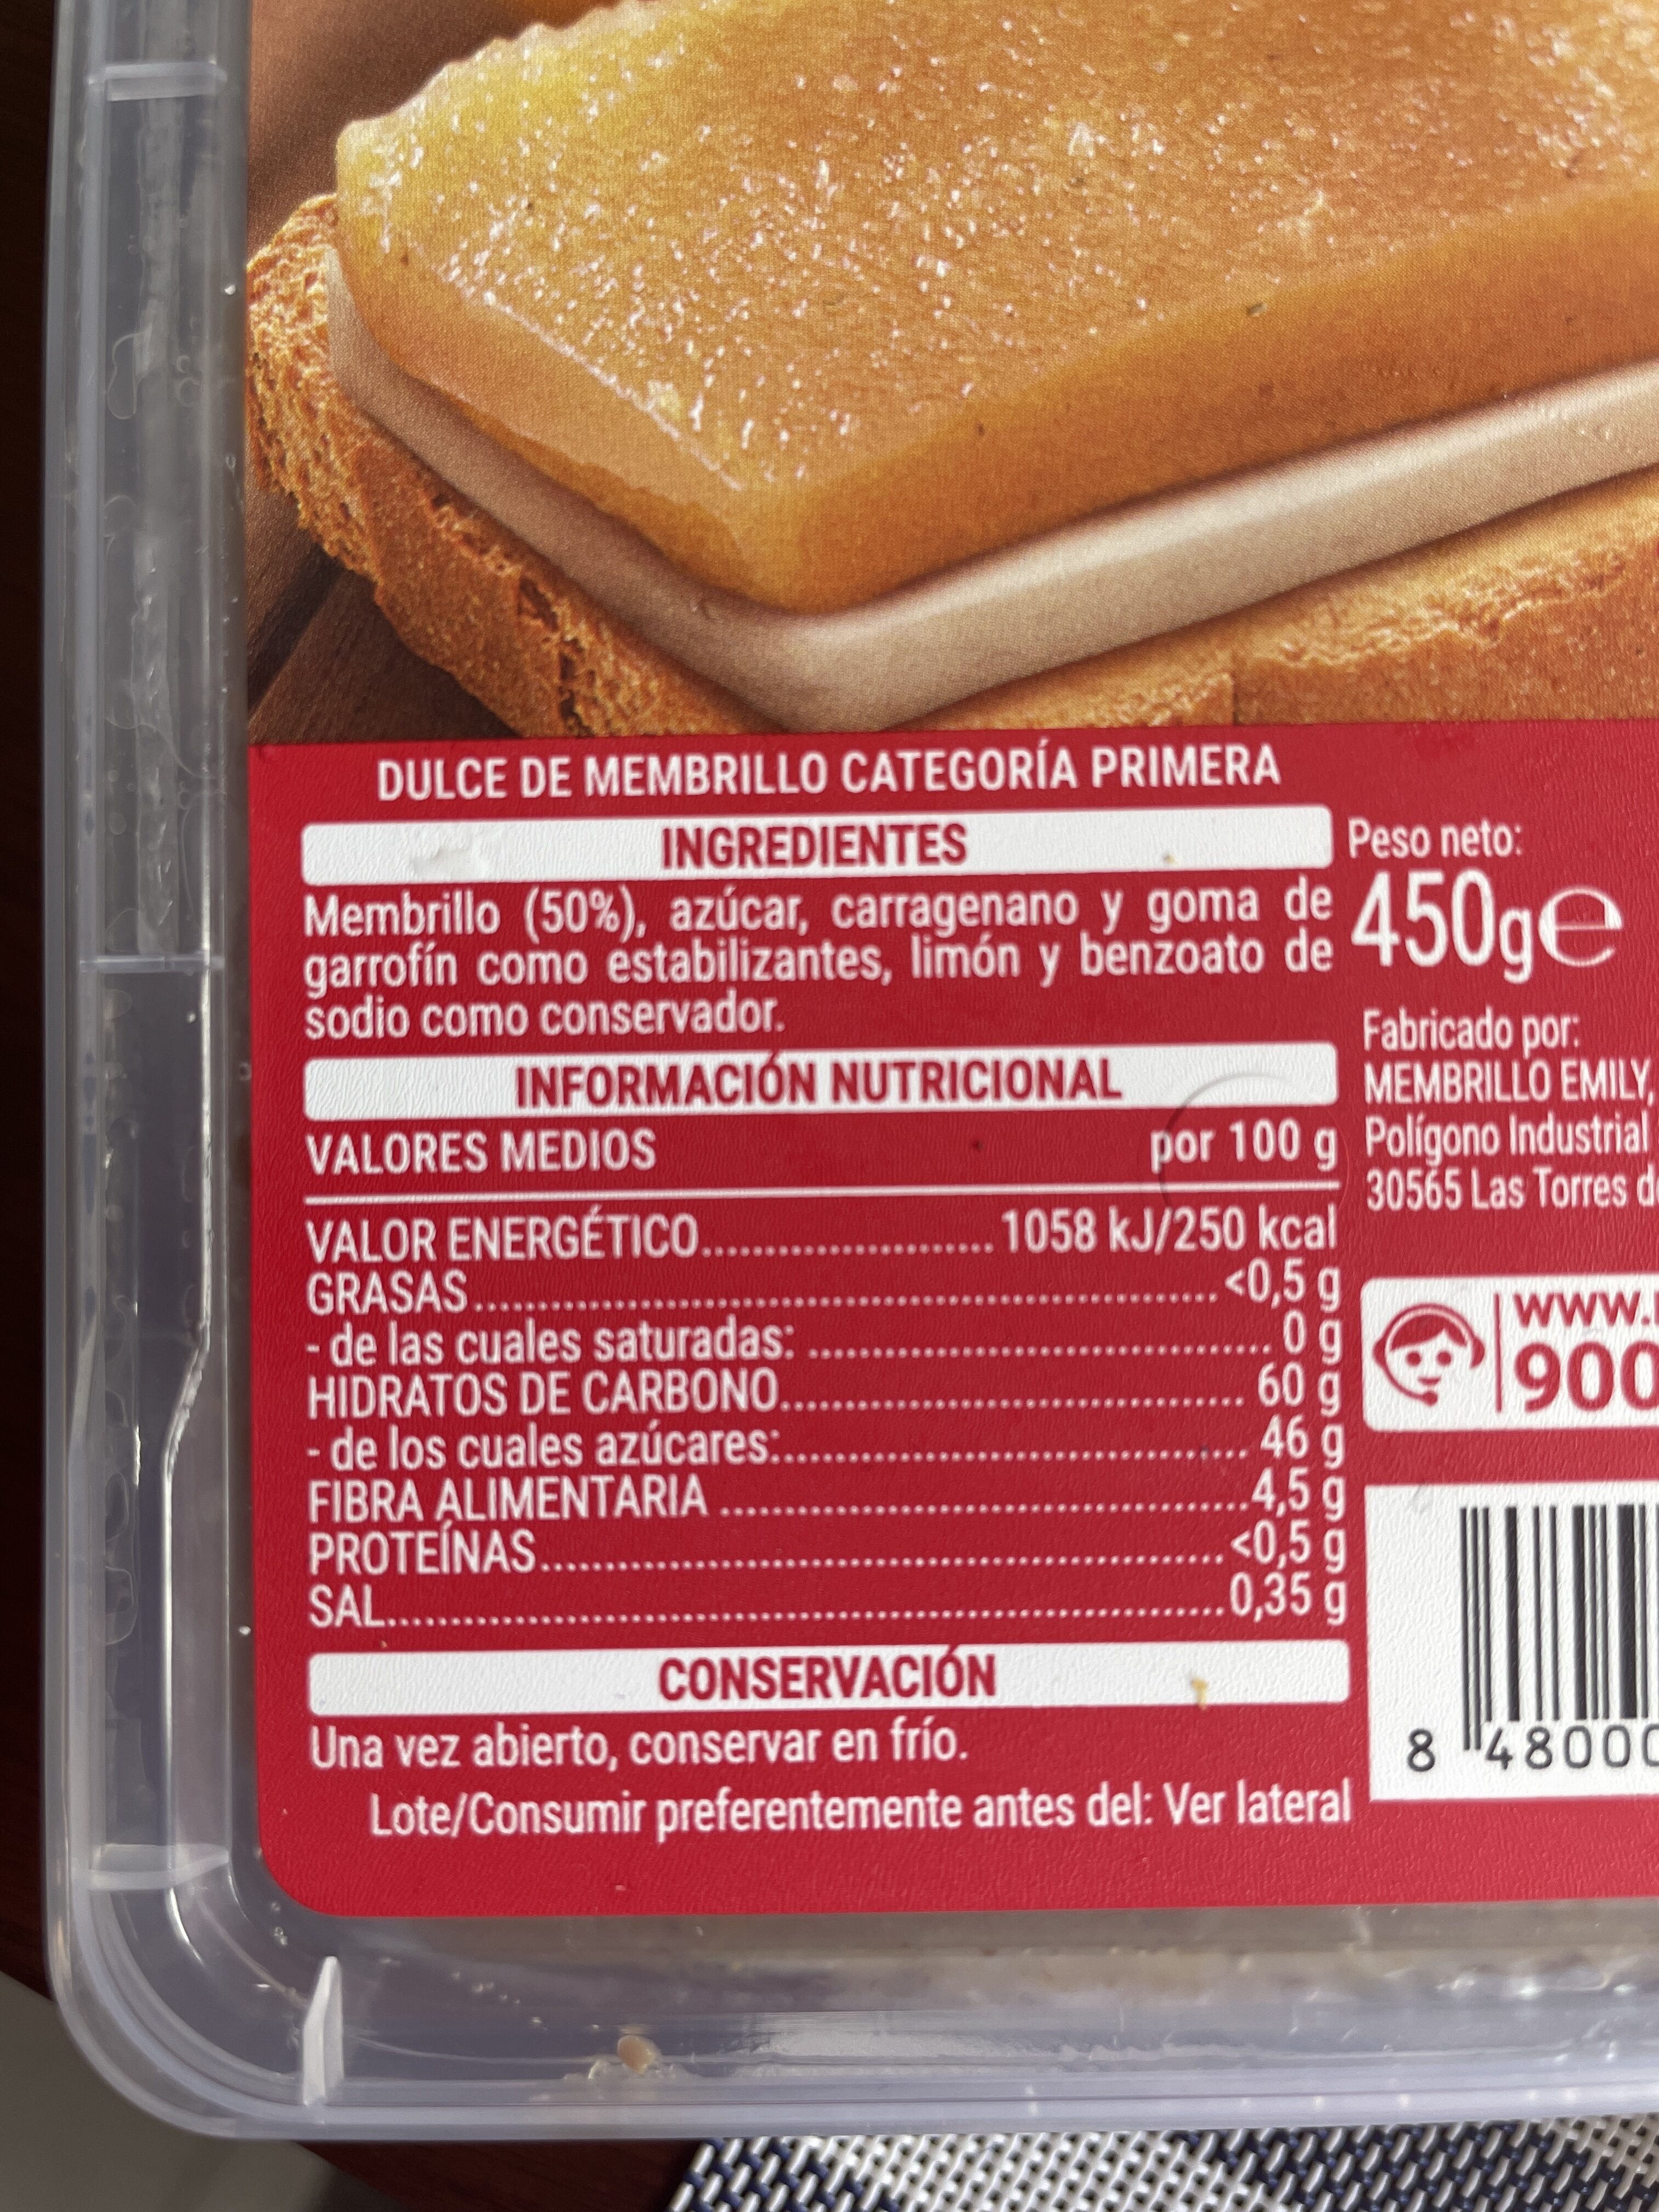 DULCE DE MEMBRILLO CATEGORÍA PRIMERA
INGREDIENTES
Membrillo (50%), azúcar, carragenano y goma de
garrofín como estabilizantes, limón y benzoato de
sodio como conservador.
INFORMACIÓN NUTRICIONAL
VALORES MEDIOS por 100 g
VALOR ENERGÉTICO........................ 1058 kJ/250 kcal
GRASAS............................................................ <0,5 g
- de las cuales saturadas: ..................................... 0 g
HIDRATOS DE CARBONO..................................... 60 g
- de los cuales azúcares:...................................... 46 g
FIBRA ALIMENTARIA ..........................................4,5 g
PROTEÍNAS...................................................... <0,5 g
SAL.................................................................. 0,35 g
CONSERVACIÓN
Una vez abierto, conservar en frío.
Lote/Consumir preferentemente antes del: Ver lateral
Peso neto:
450g℮
Fabricado por:
MEMBRILLO EMILY,
Polígono Industrial
30565 Las Torres
www.
900
8 48000